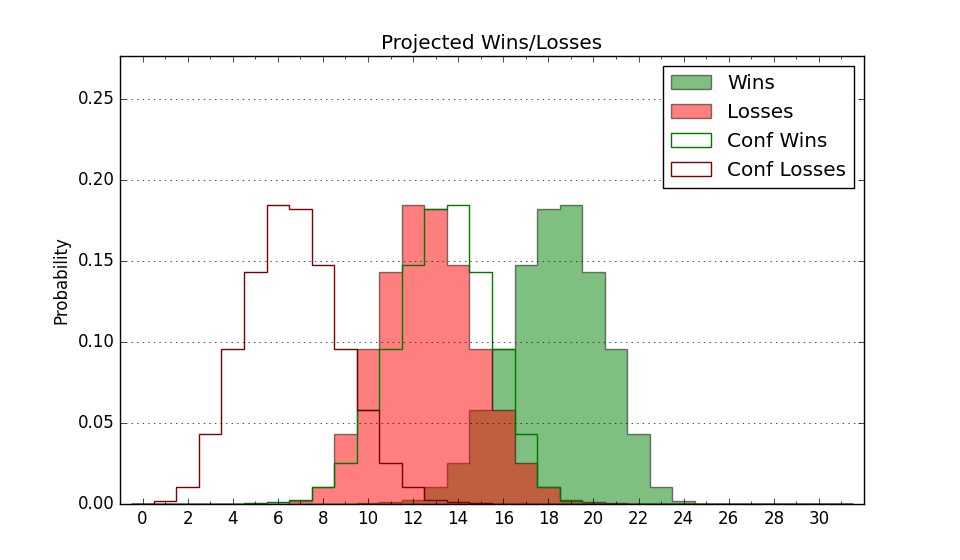 Projected Wins/Losses
Probability
0.25
0.20
0.15
0.10
0.05
0.00
Wins
Losses
Conf Wins
Conf Losses
0 2 4 6 8 10 12 14 16 18 20 22 24 26 28 30